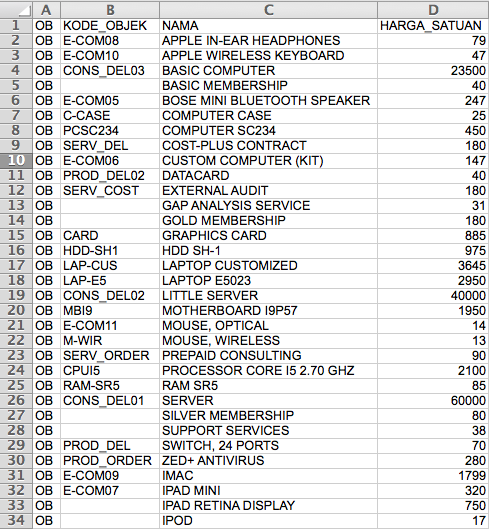 A B C D
1 OB KODE_OBJEK NAMA HARGA_SATUAN
2 OB E-COM08 APPLE IN-EAR HEADPHONES 79
3 OB E-COM10 APPLE WIRELESS KEYBOARD 47
4 OB CONS_DEL03 BASIC COMPUTER 23500
5 OB BASIC MEMBERSHIP 40
6 OB E-COM05 BOSE MINI BLUETOOTH SPEAKER 247
7 OB C-CASE COMPUTER CASE 25
8 OB PCSC234 COMPUTER SC234 450
9 OB SERV_DEL COST-PLUS CONTRACT 180
10 OB E-COM06 CUSTOM COMPUTER (KIT) 147
11 OB PROD_DEL02 DATACARD 40
12 OB SERV_COST EXTERNAL AUDIT 180
13 OB GAP ANALYSIS SERVICE 31
14 OB GOLD MEMBERSHIP 180
15 OB CARD GRAPHICS CARD 885
16 OB HDD-SH1 HDD SH-1 975
17 OB LAP-CUS LAPTOP CUSTOMIZED 3645
18 OB LAP-E5 LAPTOP E5023 2950
19 OB CONS_DEL02 LITTLE SERVER 40000
20 OB MBI9 MOTHERBOARD I9P57 1950
21 OB E-COM11 MOUSE, OPTICAL 14
22 OB M-WIR MOUSE, WIRELESS 13
23 OB SERV_ORDER PREPAID CONSULTING 90
24 OB CPUI5 PROCESSOR CORE I5 2.70 GHZ 2100
25 OB RAM-SR5 RAM SR5 85
26 OB CONS_DEL01 SERVER 60000
27 OB SILVER MEMBERSHIP 80
28 OB SUPPORT SERVICES 38
29 OB PROD_DEL SWITCH, 24 PORTS 70
30 OB PROD_ORDER ZED+ ANTIVIRUS 280
31 OB E-COM09 IMAC 1799
32 OB E-COM07 IPAD MINI 320
33 OB IPAD RETINA DISPLAY 750
34 OB IPOD 17